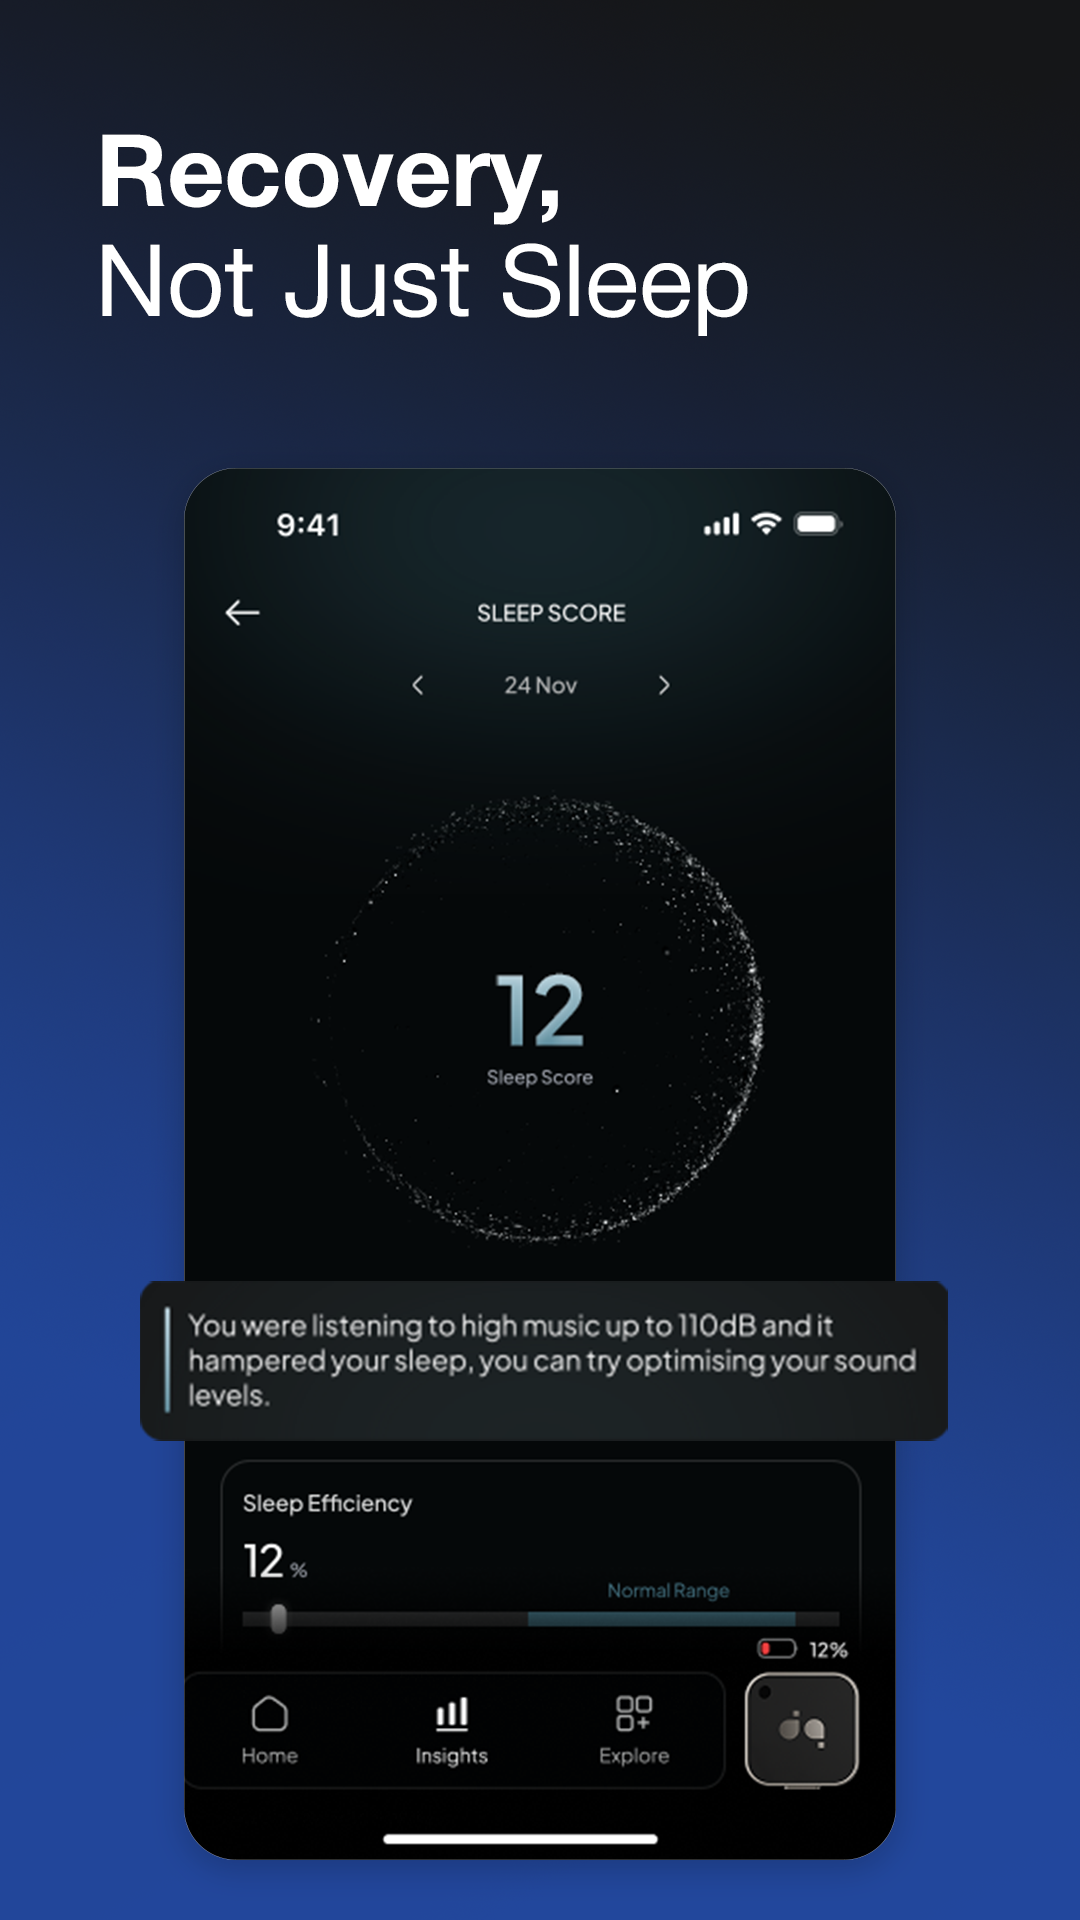 Recovery,
Not Just Sleep
9:41
SLEEP SCORE
24 Nov
12
Sleep Score
You were listening to high music up to 110dB and it
hampered your sleep, you can try optimising your sound
levels.
Sleep Efficiency
12 %
Normal Range
12%
Home
Insights
Explore